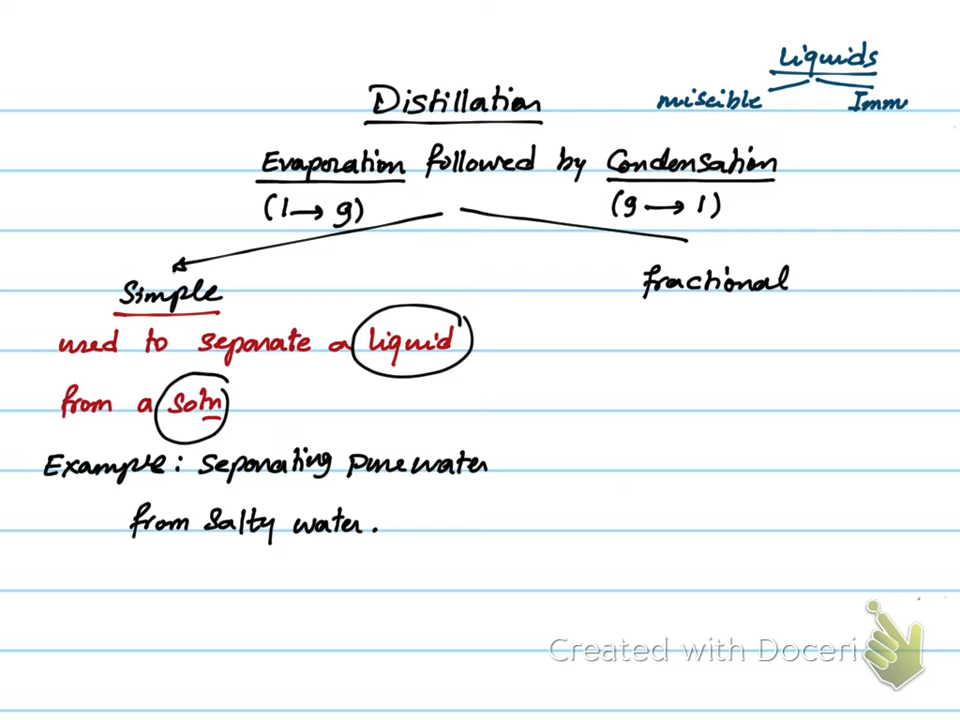 Liquids
miscible Imm
Distillation
Evaporation followed by Condensation
(l → g) (g → l)
Simple
fractional
used to separate a liquid
from a soln
Example: Separating pure water
from Salty water.
Created with Doceri